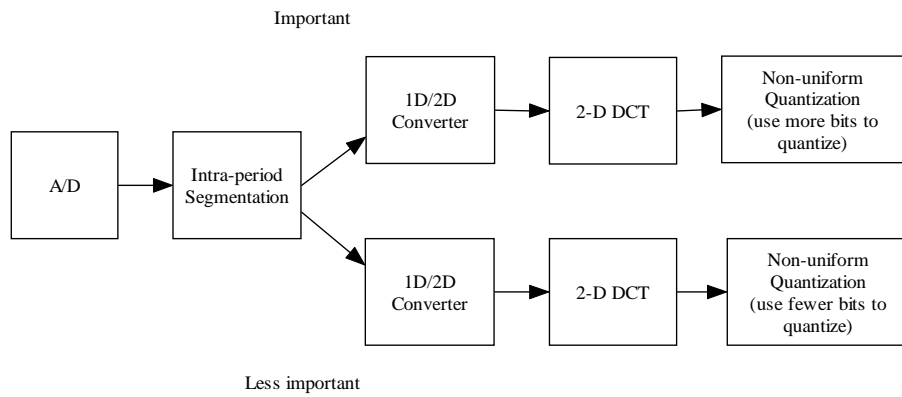 Important
A/D
Intra-period
Segmentation
1D/2D
Converter
2-D DCT
Non-uniform
Quantization
(use more bits to
quantize)
1D/2D
Converter
2-D DCT
Non-uniform
Quantization
(use fewer bits to
quantize)
Less important